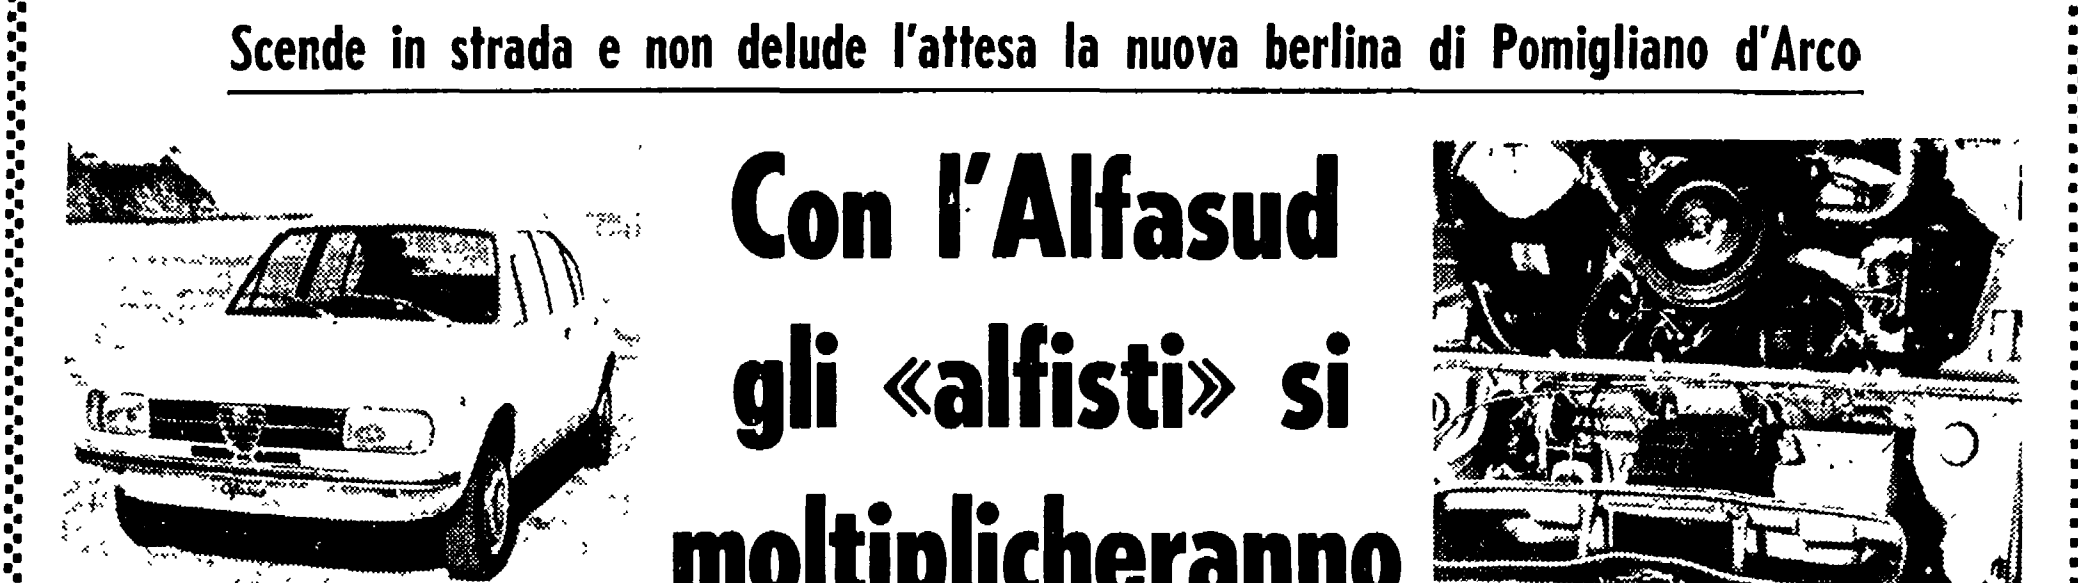 Scende in strada e non delude l'attesa la nuova berlina di Pomigliano d'Arco
Con l'Alfasud
gli «alfisti» si
moltiplicheranno